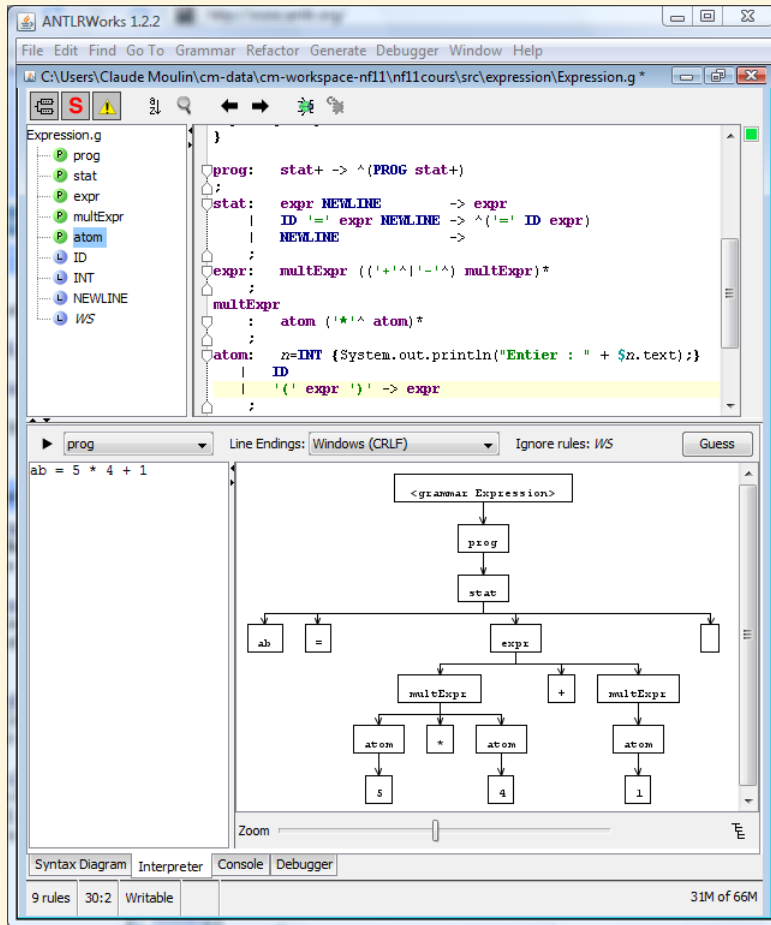 ANTLRWorks 1.2.2
File Edit Find Go To Grammar Refactor Generate Debugger Window Help
C:\Users\Claude Moulin\cm-data\cm-workspace-nf11\nf11cours\src\expression\Expression.g *
Expression.g
P prog
P stat
P expr
P multExpr
P atom
L ID
L INT
L NEWLINE
L WS
}
prog: stat+ -> ^(PROG stat+)
;
stat: expr NEWLINE -> expr
| ID '=' expr NEWLINE -> ^('=' ID expr)
| NEWLINE ->
;
expr: multExpr (('+'^|'-'^) multExpr)*
;
multExpr
: atom ('*'^ atom)*
;
atom: n=INT {System.out.println("Entier : " + $n.text);}
| ID
| '(' expr ')' -> expr
;
prog Line Endings: Windows (CRLF) Ignore rules: WS Guess
ab = 5 * 4 + 1
<grammar Expression>
prog
stat
ab = expr
multExpr + multExpr
atom * atom atom
5 4 1
Zoom
Syntax Diagram Interpreter Console Debugger
9 rules 30:2 Writable 31M of 66M